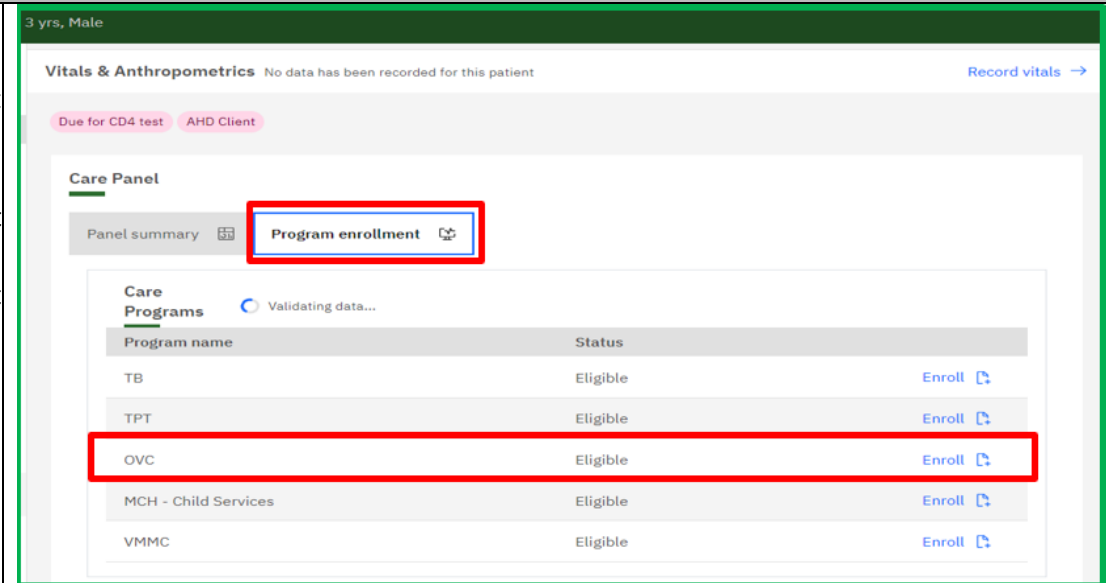 3 yrs, Male
Vitals & Anthropometrics No data has been recorded for this patient Record vitals →
Due for CD4 test AHD Client
Care Panel
Panel summary Program enrollment
Care
Programs Validating data...
Program name Status
TB Eligible Enroll
TPT Eligible Enroll
OVC Eligible Enroll
MCH - Child Services Eligible Enroll
VMMC Eligible Enroll